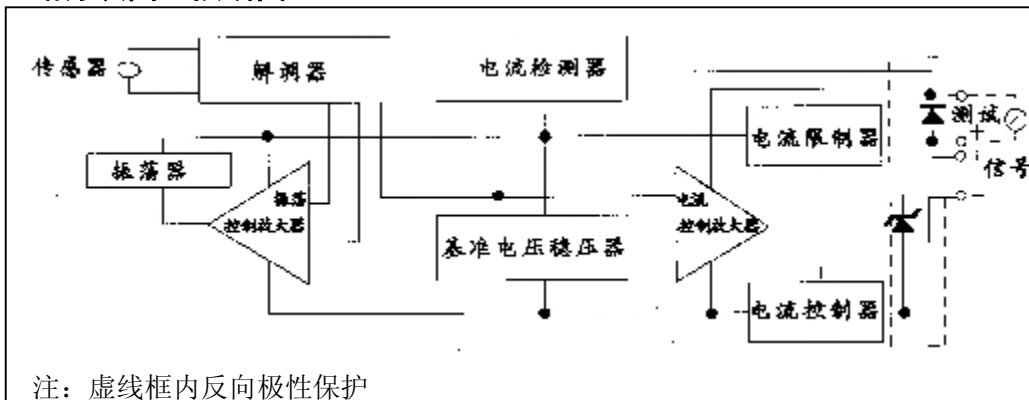 传感器
解调器
电流检测器
测试
+
电流限制器
信号
振荡器
振荡
控制放大器
电流
控制放大器
基准电压稳压器
电流控制器
注：虚线框内反向极性保护